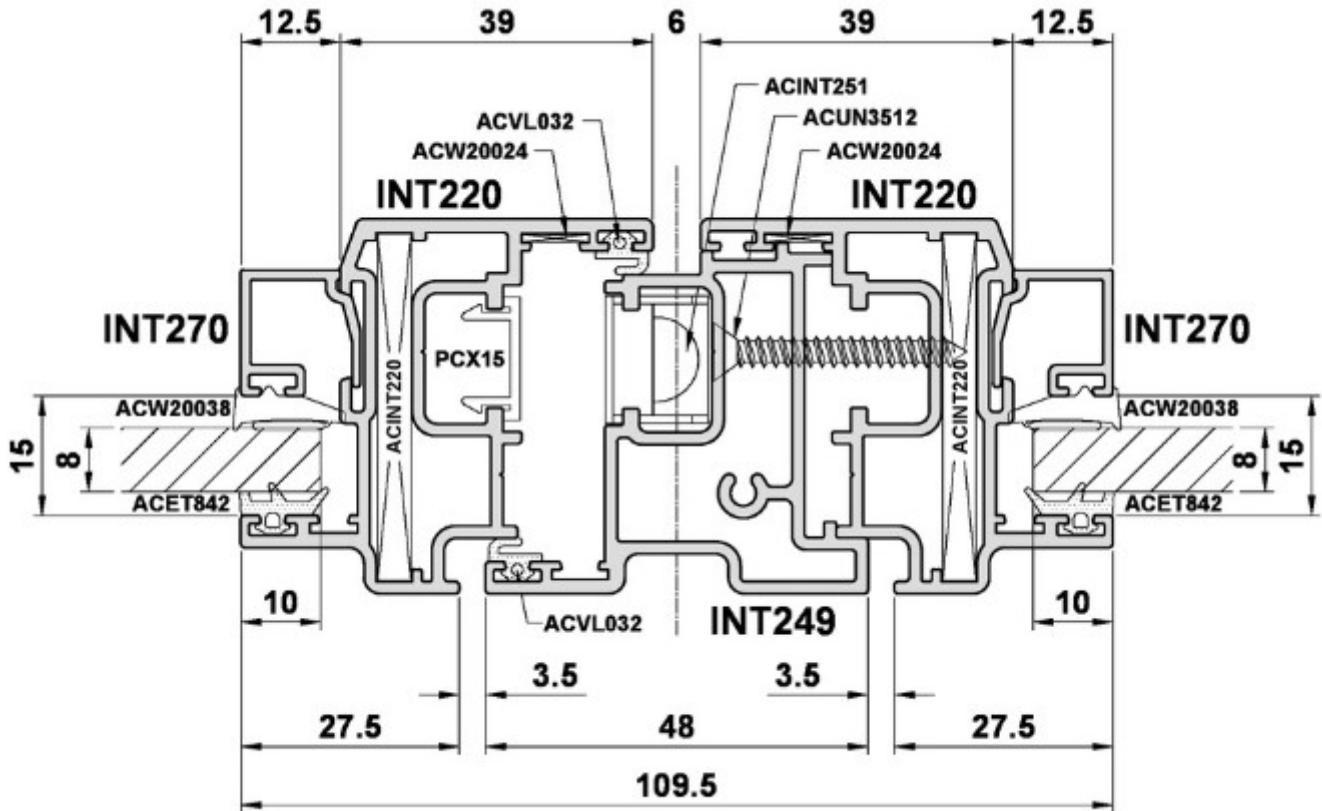 12.5 39 6 39 12.5
ACINT251
ACVL032
ACUN3512
ACW20024
ACW20024
INT220
INT220
INT270
PCX15
INT270
ACINT220
ACINT220
ACW20038
ACW20038
15
8
8
15
ACET842
ACET842
10
ACVL032
INT249
10
3.5
3.5
27.5
48
27.5
109.5